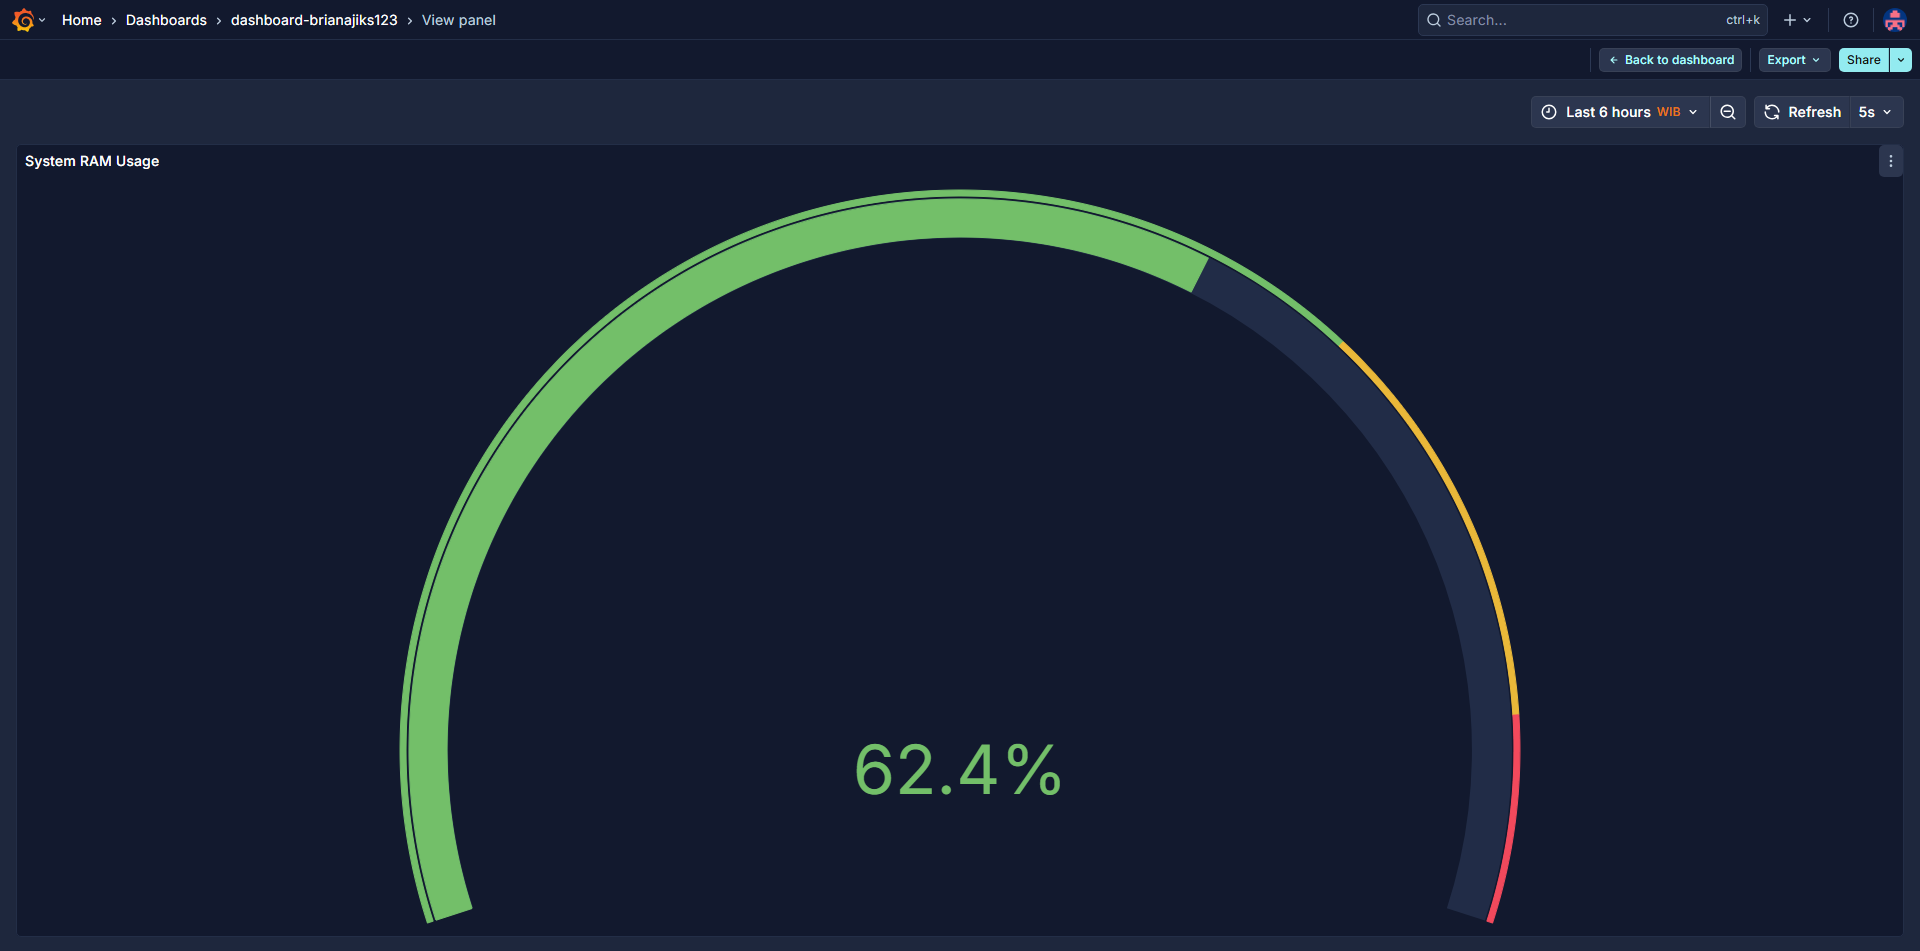 Home › Dashboards › dashboard-brianajiks123 › View panel
Search... ctrl+k
Back to dashboard Export Share
Last 6 hours WIB Refresh 5s
System RAM Usage
62.4%